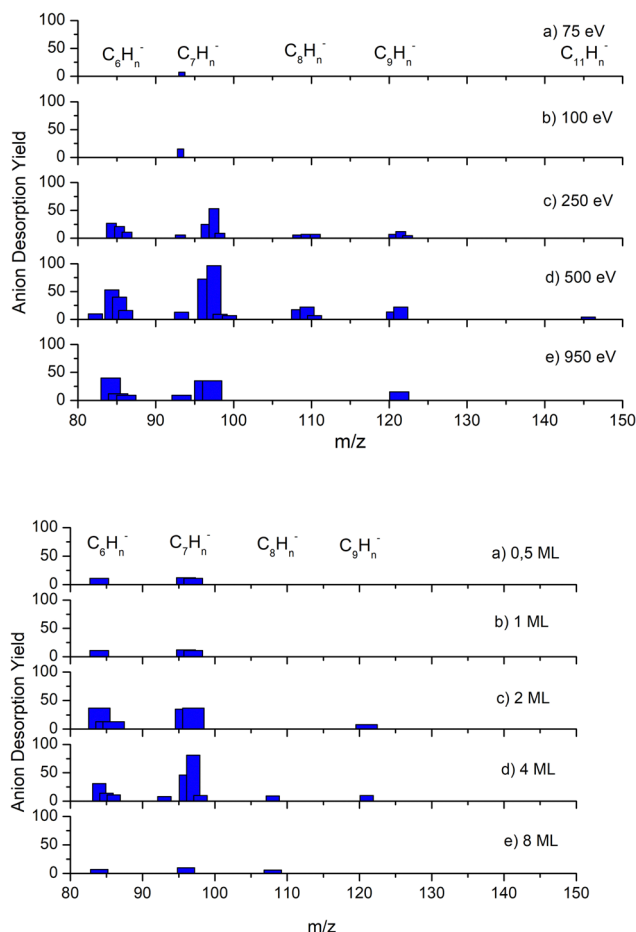 100
50
0
a) 75 eV
C₆Hₙ⁻ C₇Hₙ⁻ C₈Hₙ⁻ C₉Hₙ⁻ C₁₁Hₙ⁻
100
50
0
b) 100 eV
100
50
0
c) 250 eV
100
50
0
d) 500 eV
100
50
0
e) 950 eV
Anion Desorption Yield
80 90 100 110 120 130 140 150
m/z
100
50
0
C₆Hₙ⁻ C₇Hₙ⁻ C₈Hₙ⁻ C₉Hₙ⁻
a) 0,5 ML
100
50
0
b) 1 ML
100
50
0
c) 2 ML
100
50
0
d) 4 ML
100
50
0
e) 8 ML
Anion Desorption Yield
80 90 100 110 120 130 140 150
m/z